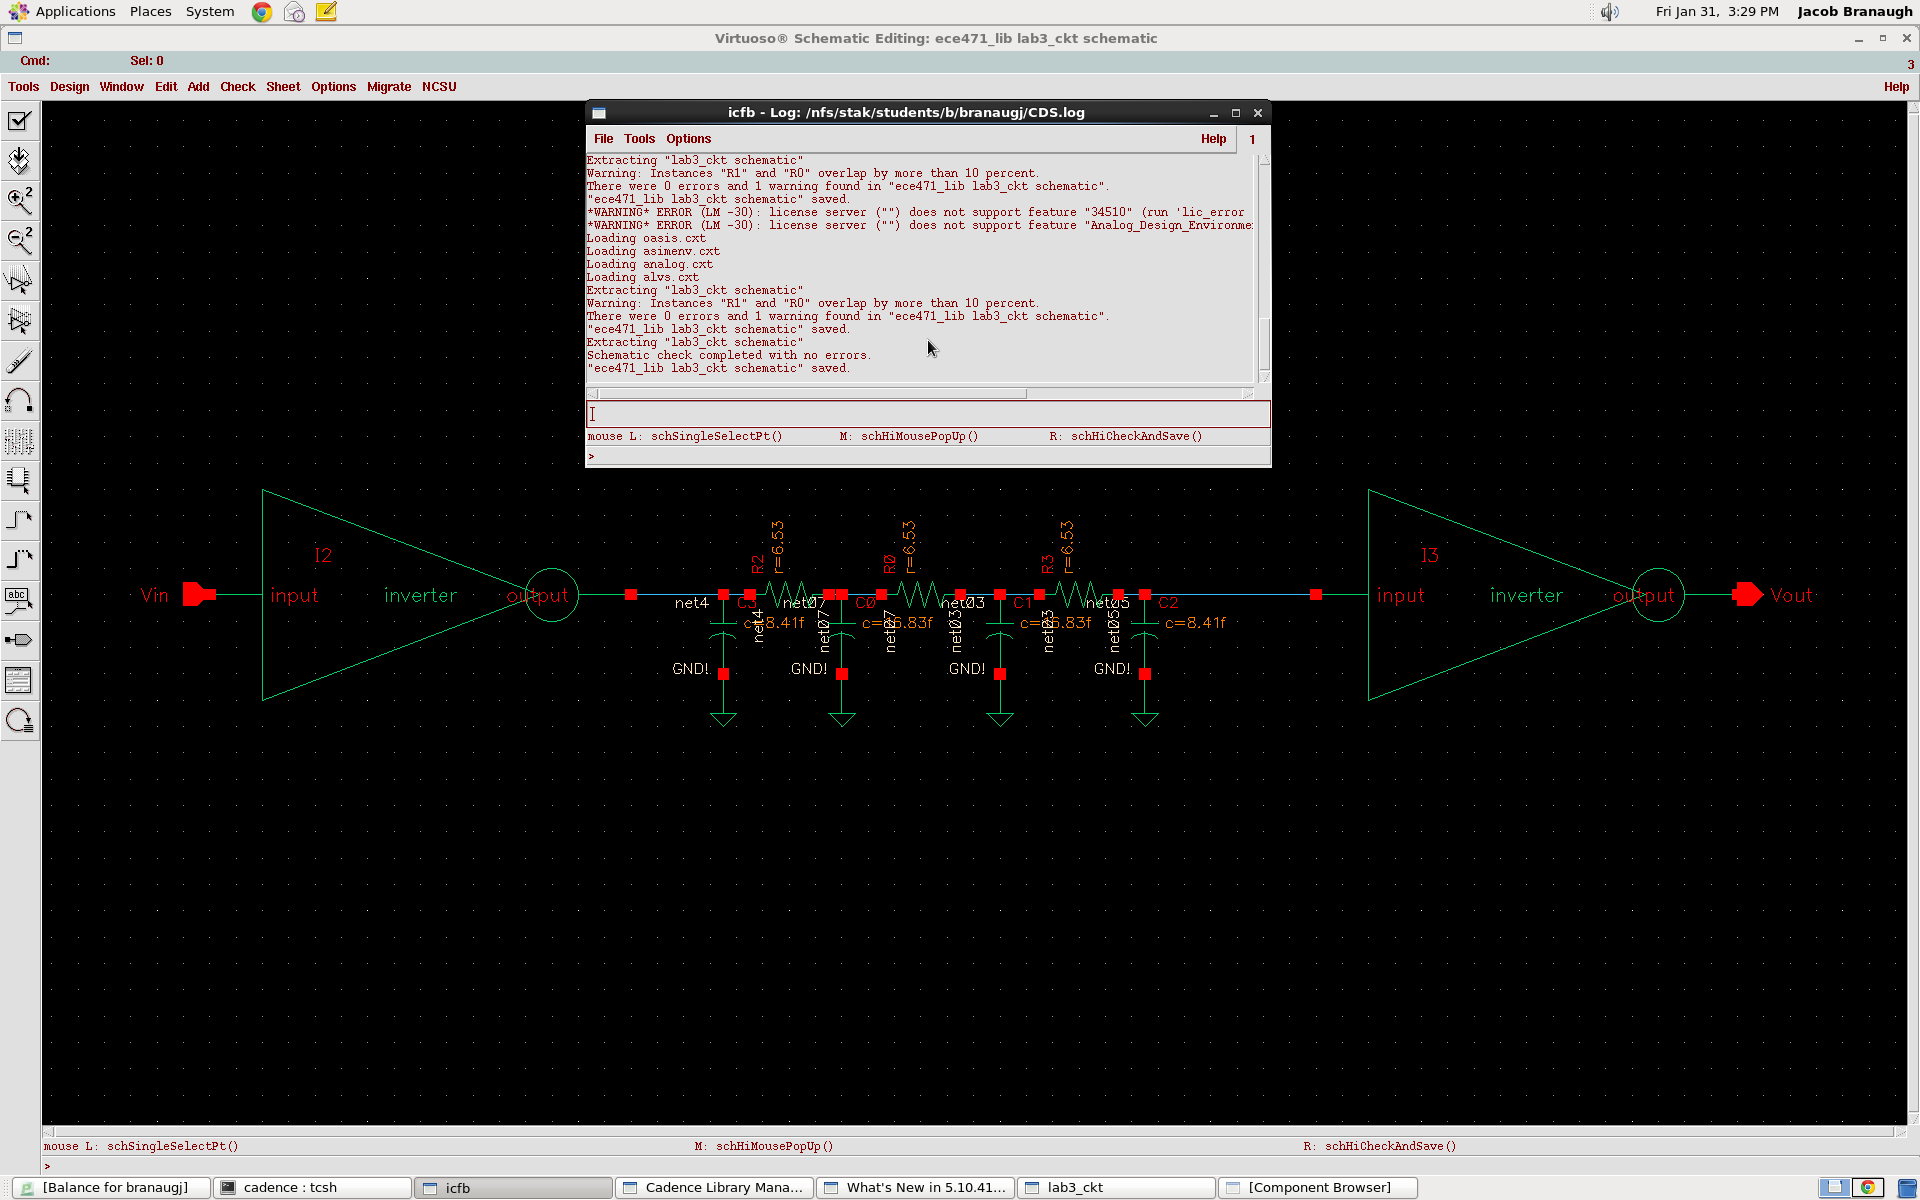 Applications Places System Fri Jan 31, 3:29 PM Jacob Branaugh
Virtuoso® Schematic Editing: ece471_lib lab3_ckt schematic
Cmd: Sel: 0 3
Tools Design Window Edit Add Check Sheet Options Migrate NCSU Help
icfb - Log: /nfs/stak/students/b/branaugj/CDS.log
File Tools Options Help 1
Extracting "lab3_ckt schematic"
Warning: Instances "R1" and "R0" overlap by more than 10 percent.
There were 0 errors and 1 warning found in "ece471_lib lab3_ckt schematic".
"ece471_lib lab3_ckt schematic" saved.
*WARNING* ERROR (LM -30): license server ("") does not support feature "34510" (run 'lic_error
*WARNING* ERROR (LM -30): license server ("") does not support feature "Analog_Design_Environme
Loading oasis.cxt
Loading asimenv.cxt
Loading analog.cxt
Loading alvs.cxt
Extracting "lab3_ckt schematic"
Warning: Instances "R1" and "R0" overlap by more than 10 percent.
There were 0 errors and 1 warning found in "ece471_lib lab3_ckt schematic".
"ece471_lib lab3_ckt schematic" saved.
Extracting "lab3_ckt schematic"
Schematic check completed with no errors.
"ece471_lib lab3_ckt schematic" saved.
mouse L: schSingleSelectPt() M: schHiMousePopUp() R: schHiCheckAndSave()
>
2
2
abc
r=6.53 r=6.53 r=6.53
I2 R2 R0 R3 I3
Vin input inverter output input inverter output Vout
net4 C3 net07 C0 net03 C1 net05 C2
net4 net07 net07 net03 net03 net05
c=8.41f c=8.41f
GND! GND! GND! GND!
mouse L: schSingleSelectPt() M: schHiMousePopUp() R: schHiCheckAndSave()
>
[Balance for branaugj] cadence : tcsh icfb Cadence Library Mana... What's New in 5.10.41... lab3_ckt [Component Browser]